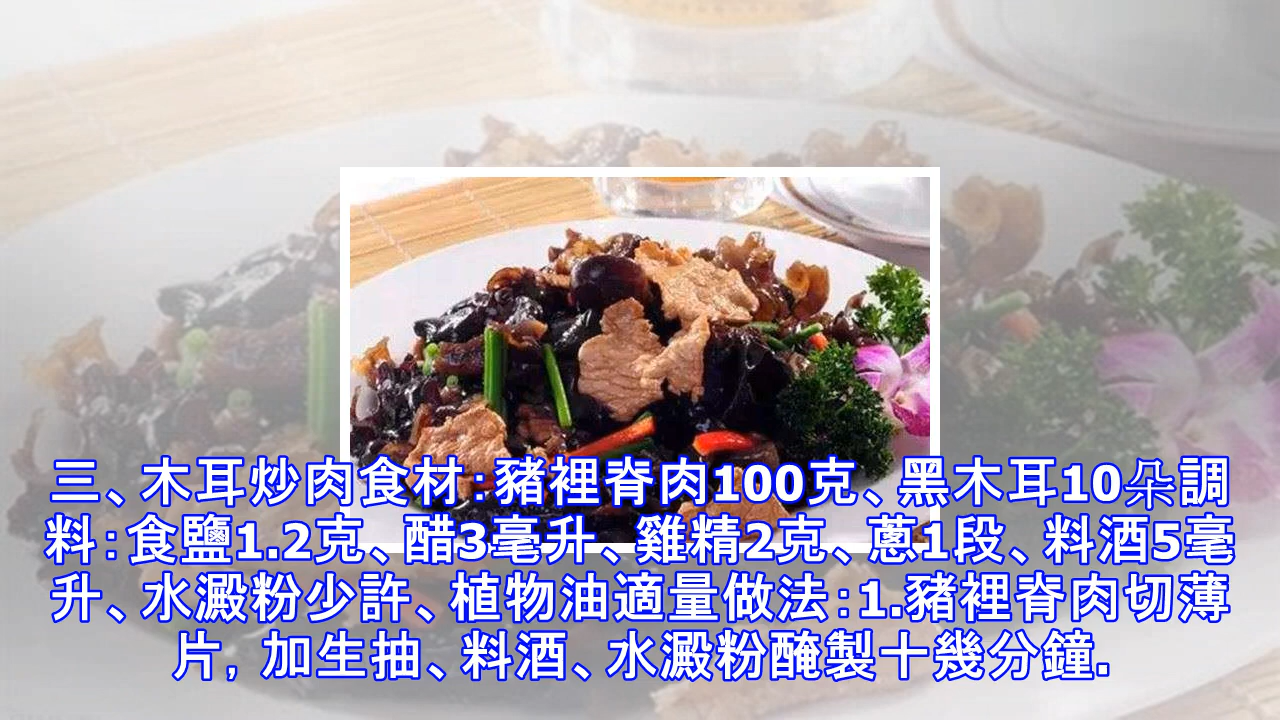 三、木耳炒肉食材：豬裡脊肉100克、黑木耳10朵調
料：食鹽1.2克、醋3毫升、雞精2克、蔥1段、料酒5毫
升、水澱粉少許、植物油適量做法：1.豬裡脊肉切薄
片，加生抽、料酒、水澱粉醃製十幾分鐘.